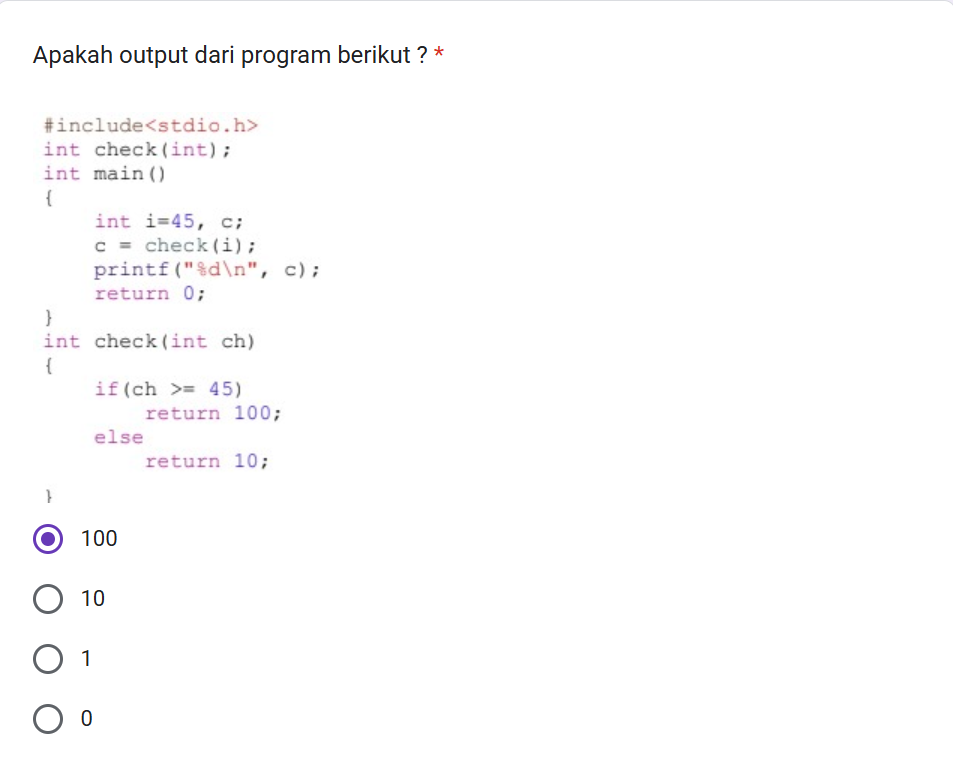 Apakah output dari program berikut ? *
#include<stdio.h>
int check(int);
int main()
{
int i=45, c;
c = check(i);
printf("%d\n", c);
return 0;
}
int check(int ch)
{
if(ch >= 45)
return 100;
else
return 10;
}
100
10
1
0